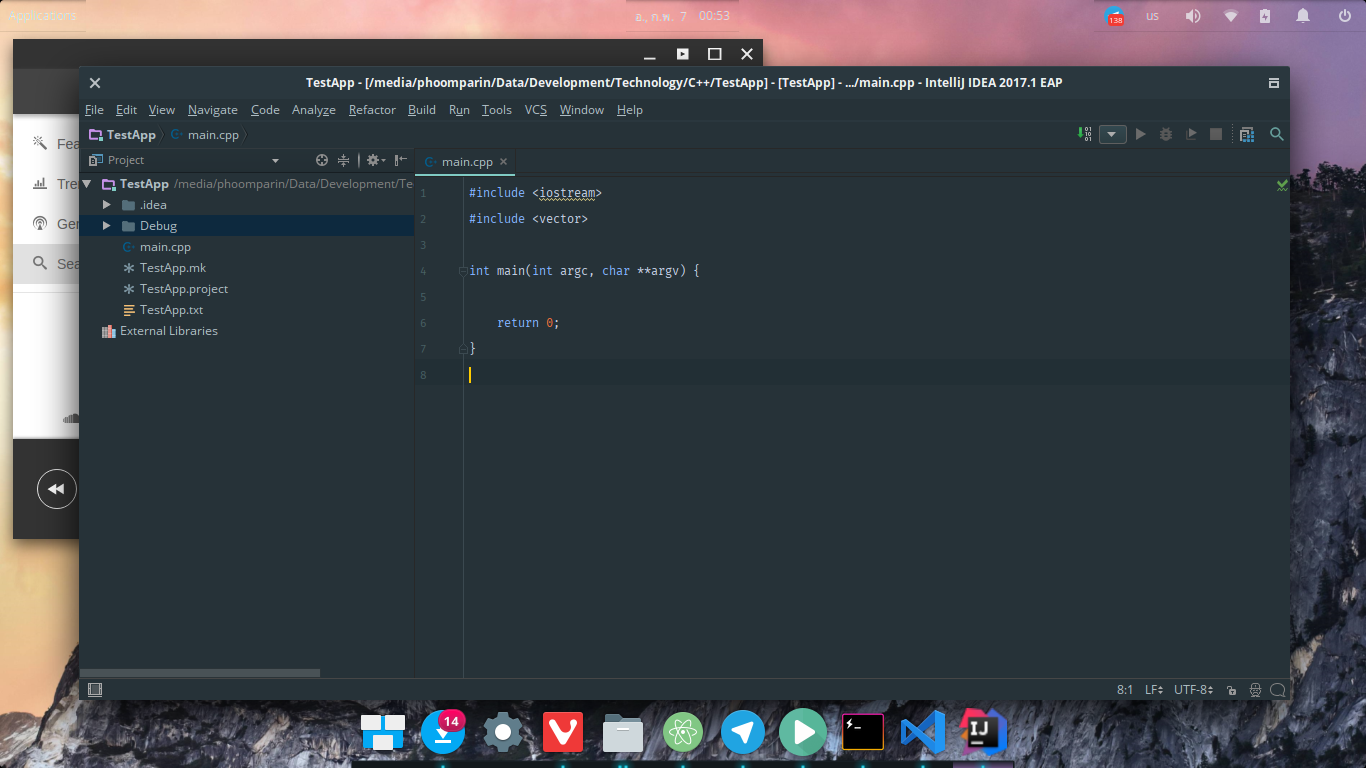 Applications
อ., ก.พ. 7 00:53
138
us
TestApp - [/media/phoomparin/Data/Development/Technology/C++/TestApp] - [TestApp] - .../main.cpp - IntelliJ IDEA 2017.1 EAP
File Edit View Navigate Code Analyze Refactor Build Run Tools VCS Window Help
TestApp main.cpp
Project
main.cpp
TestApp /media/phoomparin/Data/Development/Te
.idea
Debug
main.cpp
TestApp.mk
TestApp.project
TestApp.txt
External Libraries
Fea
Tre
Ge
Sea
1 #include <iostream>
2 #include <vector>
3
4 int main(int argc, char **argv) {
5
6 return 0;
7 }
8
8:1 LF UTF-8
14
IJ